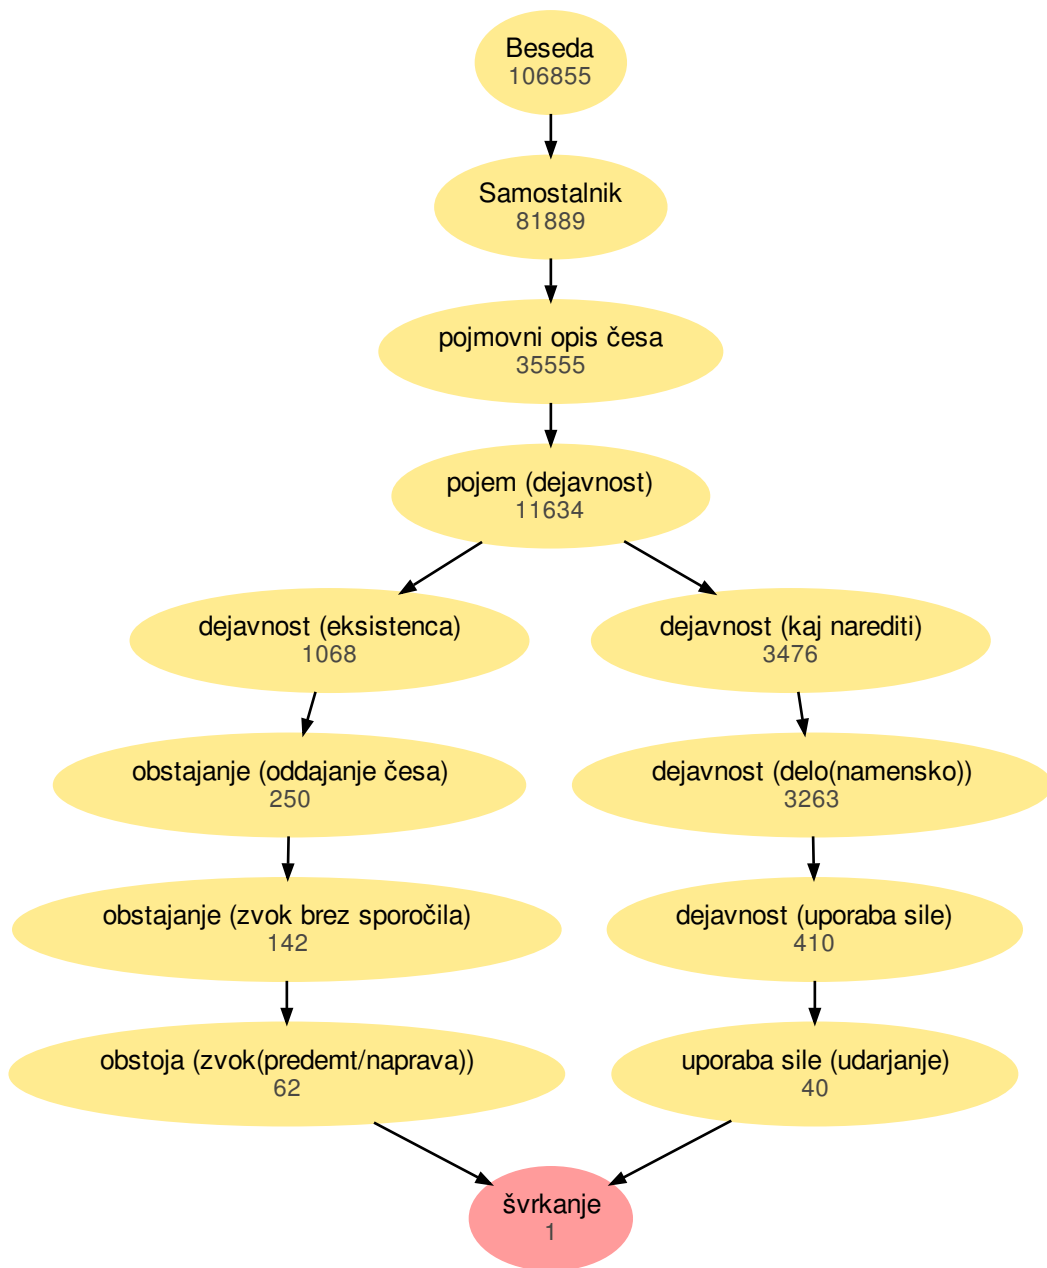 Beseda
106855
Samostalnik
81889
pojmovni opis česa
35555
pojem (dejavnost)
11634
dejavnost (eksistenca)
1068
dejavnost (kaj narediti)
3476
obstajanje (oddajanje česa)
250
dejavnost (delo(namensko))
3263
obstajanje (zvok brez sporočila)
142
dejavnost (uporaba sile)
410
obstoja (zvok(predemt/naprava))
62
uporaba sile (udarjanje)
40
švrkanje
1